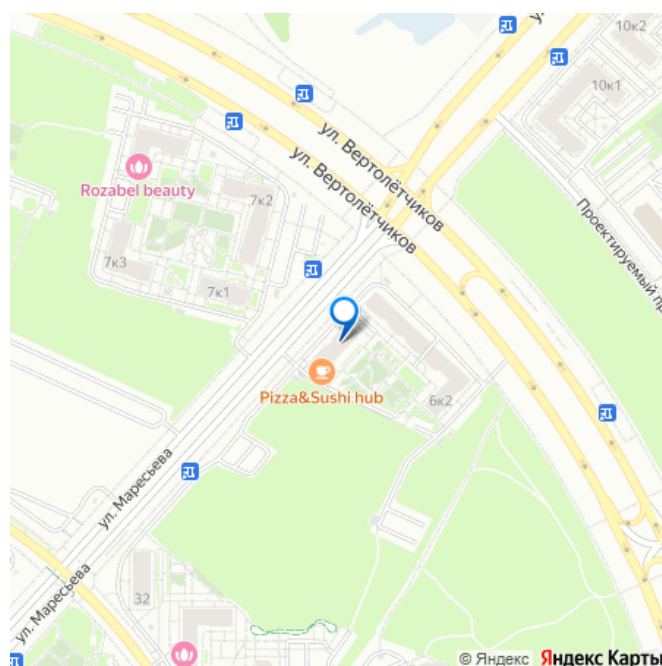 ул.
10к2
10к1
ул. Вертолётчиков
ул. Вертолётчиков
Rozabel beauty
7к2
Проектируемый пр
7к3
7к1
Pizza&Sushi hub
6к2
ул. Маресьева
ул. Маресьева
32
© Яндекс Яндекс Карты